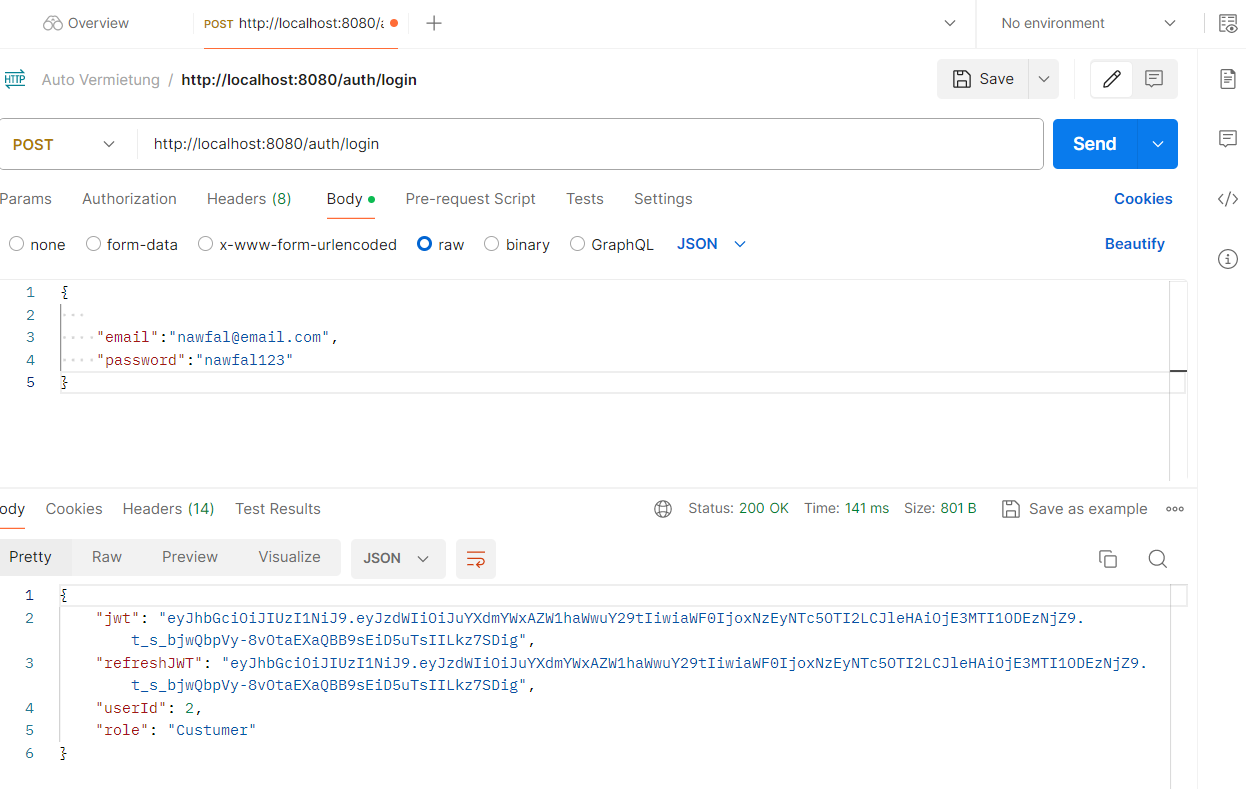 Overview
POST http://localhost:8080/a
No environment
HTTP Auto Vermietung / http://localhost:8080/auth/login
Save
POST http://localhost:8080/auth/login
Send
Params Authorization Headers (8) Body Pre-request Script Tests Settings Cookies
none form-data x-www-form-urlencoded raw binary GraphQL JSON Beautify
1 {
2
3 "email":"nawfal@email.com",
4 "password":"nawfal123"
5 }
ody Cookies Headers (14) Test Results Status: 200 OK Time: 141 ms Size: 801 B Save as example
Pretty Raw Preview Visualize JSON
1 {
2 "jwt": "eyJhbGciOiJIUzI1NiJ9.eyJzdWIiOiJuYXdmYWxAZW1haWwuY29tIiwiaWF0IjoxNzEyNTc5OTI2LCJleHAiOjE3MTI1ODEzNjZ9.
t_s_bjwQbpVy-8vOtaEXaQBB9sEiD5uTsIILkz7SDig",
3 "refreshJWT": "eyJhbGciOiJIUzI1NiJ9.eyJzdWIiOiJuYXdmYWxAZW1haWwuY29tIiwiaWF0IjoxNzEyNTc5OTI2LCJleHAiOjE3MTI1ODEzNjZ9.
t_s_bjwQbpVy-8vOtaEXaQBB9sEiD5uTsIILkz7SDig",
4 "userId": 2,
5 "role": "Custumer"
6 }